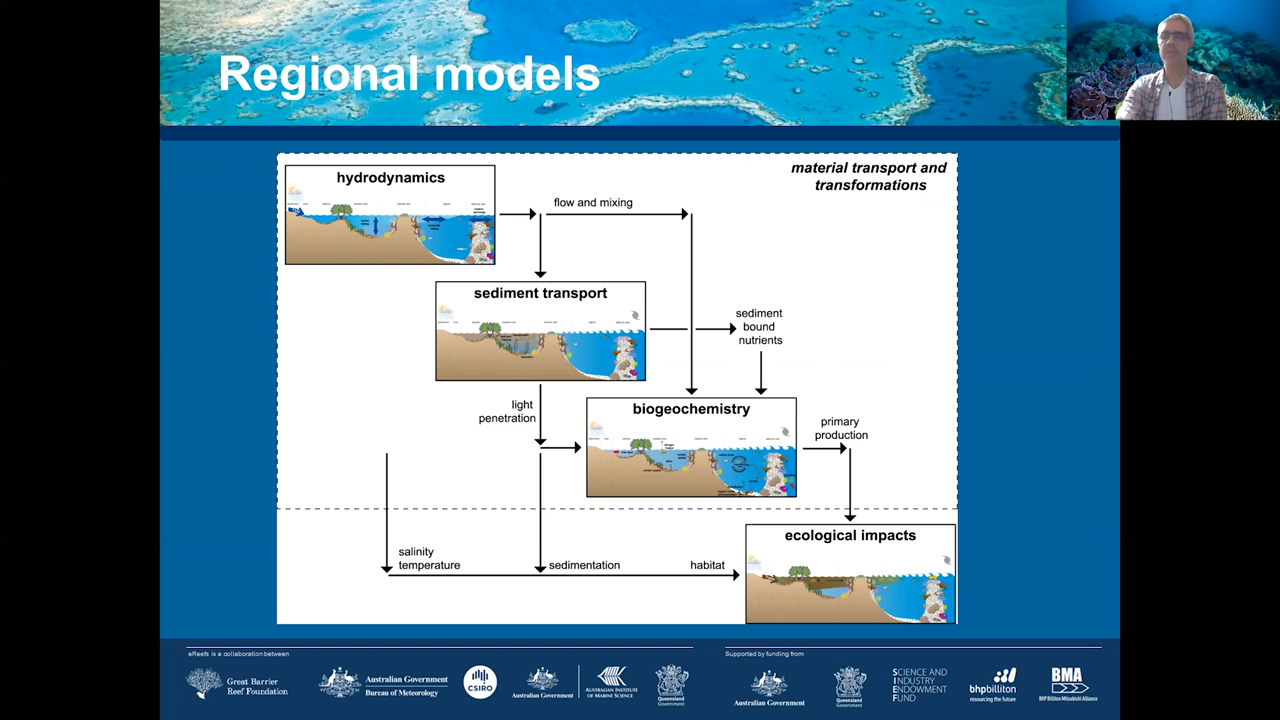 Regional models
material transport and
transformations
hydrodynamics
flow and mixing
sediment transport
sediment
bound
nutrients
light
penetration
biogeochemistry
primary
production
ecological impacts
salinity
temperature
sedimentation
habitat
eReefs is a collaboration between
Supported by funding from
Great Barrier
Reef Foundation
Australian Government
Bureau of Meteorology
CSIRO
Australian Government
AUSTRALIAN INSTITUTE
OF MARINE SCIENCE
Queensland
Government
Australian Government
Queensland
Government
SCIENCE AND
INDUSTRY
ENDOWMENT
FUND
bhpbilliton
resourcing the future
BMA
BHP Billiton Mitsubishi Alliance